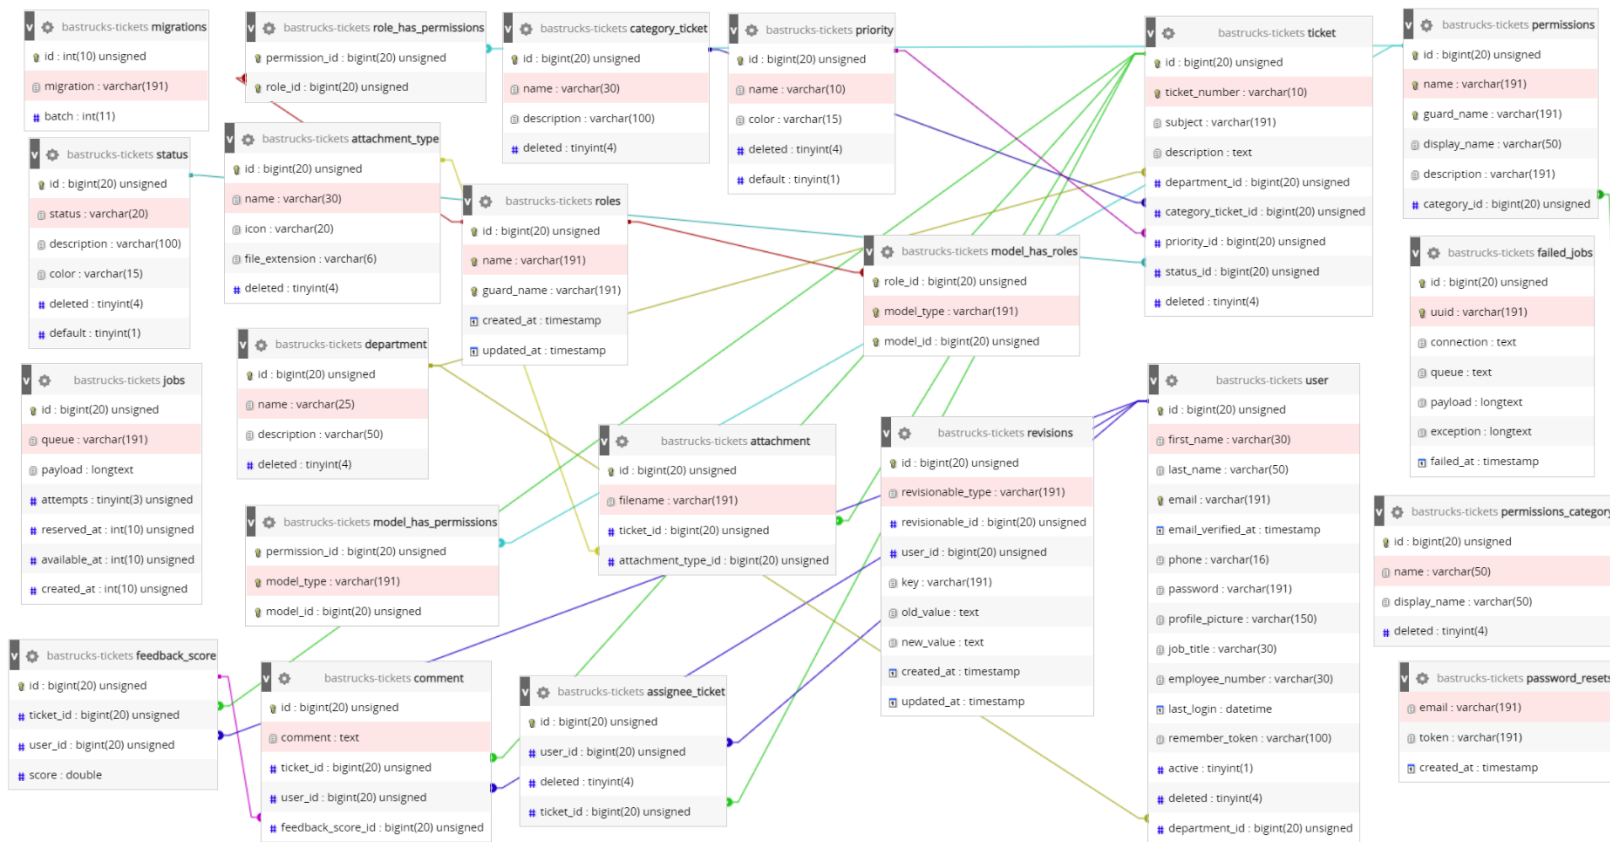 v bastrucks-tickets migrations
id : int(10) unsigned
migration : varchar(191)
# batch : int(11)
v bastrucks-tickets role_has_permissions
permission_id : bigint(20) unsigned
role_id : bigint(20) unsigned
v bastrucks-tickets category_ticket
id : bigint(20) unsigned
name : varchar(30)
description : varchar(100)
# deleted : tinyint(4)
v bastrucks-tickets priority
id : bigint(20) unsigned
name : varchar(10)
color : varchar(15)
# deleted : tinyint(4)
# default : tinyint(1)
v bastrucks-tickets ticket
id : bigint(20) unsigned
ticket_number : varchar(10)
subject : varchar(191)
description : text
# department_id : bigint(20) unsigned
# category_ticket_id : bigint(20) unsigned
# priority_id : bigint(20) unsigned
# status_id : bigint(20) unsigned
# deleted : tinyint(4)
v bastrucks-tickets permissions
id : bigint(20) unsigned
name : varchar(191)
guard_name : varchar(191)
display_name : varchar(50)
description : varchar(191)
# category_id : bigint(20) unsigned
v bastrucks-tickets status
id : bigint(20) unsigned
status : varchar(20)
description : varchar(100)
color : varchar(15)
# deleted : tinyint(4)
# default : tinyint(1)
v bastrucks-tickets attachment_type
id : bigint(20) unsigned
name : varchar(30)
icon : varchar(20)
file_extension : varchar(6)
# deleted : tinyint(4)
v bastrucks-tickets roles
id : bigint(20) unsigned
name : varchar(191)
guard_name : varchar(191)
created_at : timestamp
updated_at : timestamp
v bastrucks-tickets model_has_roles
role_id : bigint(20) unsigned
model_type : varchar(191)
model_id : bigint(20) unsigned
v bastrucks-tickets failed_jobs
id : bigint(20) unsigned
uuid : varchar(191)
connection : text
queue : text
payload : longtext
exception : longtext
failed_at : timestamp
v bastrucks-tickets department
id : bigint(20) unsigned
name : varchar(25)
description : varchar(50)
# deleted : tinyint(4)
v bastrucks-tickets jobs
id : bigint(20) unsigned
queue : varchar(191)
payload : longtext
# attempts : tinyint(3) unsigned
# reserved_at : int(10) unsigned
# available_at : int(10) unsigned
# created_at : int(10) unsigned
v bastrucks-tickets attachment
id : bigint(20) unsigned
filename : varchar(191)
# ticket_id : bigint(20) unsigned
# attachment_type_id : bigint(20) unsigned
v bastrucks-tickets revisions
id : bigint(20) unsigned
revisionable_type : varchar(191)
# revisionable_id : bigint(20) unsigned
# user_id : bigint(20) unsigned
key : varchar(191)
old_value : text
new_value : text
created_at : timestamp
updated_at : timestamp
v bastrucks-tickets user
id : bigint(20) unsigned
first_name : varchar(30)
last_name : varchar(50)
email : varchar(191)
email_verified_at : timestamp
phone : varchar(16)
password : varchar(191)
profile_picture : varchar(150)
job_title : varchar(30)
employee_number : varchar(30)
last_login : datetime
remember_token : varchar(100)
# active : tinyint(1)
# deleted : tinyint(4)
# department_id : bigint(20) unsigned
v bastrucks-tickets model_has_permissions
permission_id : bigint(20) unsigned
model_type : varchar(191)
model_id : bigint(20) unsigned
v bastrucks-tickets permissions_category
id : bigint(20) unsigned
name : varchar(50)
display_name : varchar(50)
# deleted : tinyint(4)
v bastrucks-tickets feedback_score
id : bigint(20) unsigned
# ticket_id : bigint(20) unsigned
# user_id : bigint(20) unsigned
# score : double
v bastrucks-tickets comment
id : bigint(20) unsigned
comment : text
# ticket_id : bigint(20) unsigned
# user_id : bigint(20) unsigned
# feedback_score_id : bigint(20) unsigned
v bastrucks-tickets assignee_ticket
id : bigint(20) unsigned
# user_id : bigint(20) unsigned
# deleted : tinyint(4)
# ticket_id : bigint(20) unsigned
v bastrucks-tickets password_resets
email : varchar(191)
token : varchar(191)
created_at : timestamp